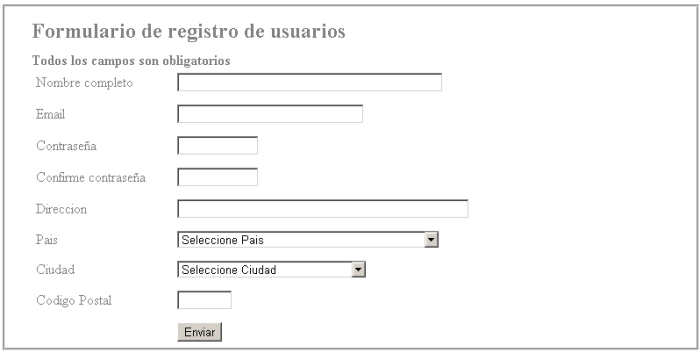 Formulario de registro de usuarios
Todos los campos son obligatorios
Nombre completo
Email
Contraseña
Confirme contraseña
Direccion
Pais Seleccione Pais
Ciudad Seleccione Ciudad
Codigo Postal
Enviar